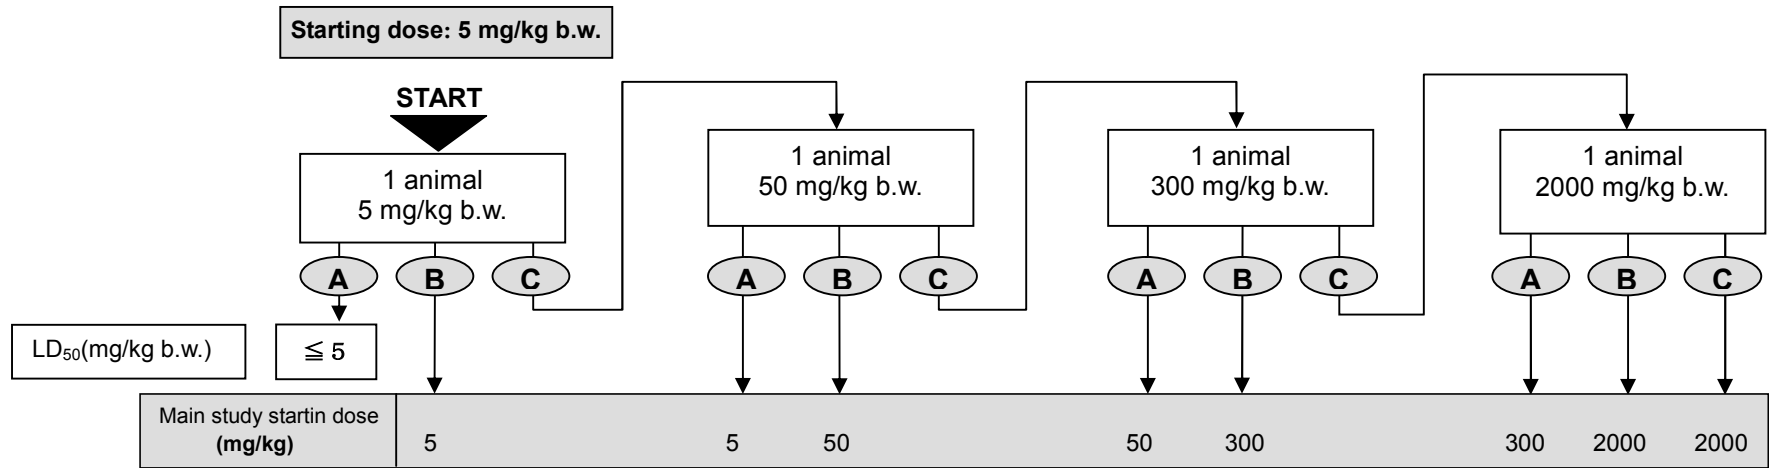 Starting dose: 5 mg/kg b.w.
START
1 animal
5 mg/kg b.w.
1 animal
50 mg/kg b.w.
1 animal
300 mg/kg b.w.
1 animal
2000 mg/kg b.w.
A B C A B C A B C A B C
LD₅₀(mg/kg b.w.) ≦ 5
Main study startin dose
(mg/kg) 5 5 50 50 300 300 2000 2000